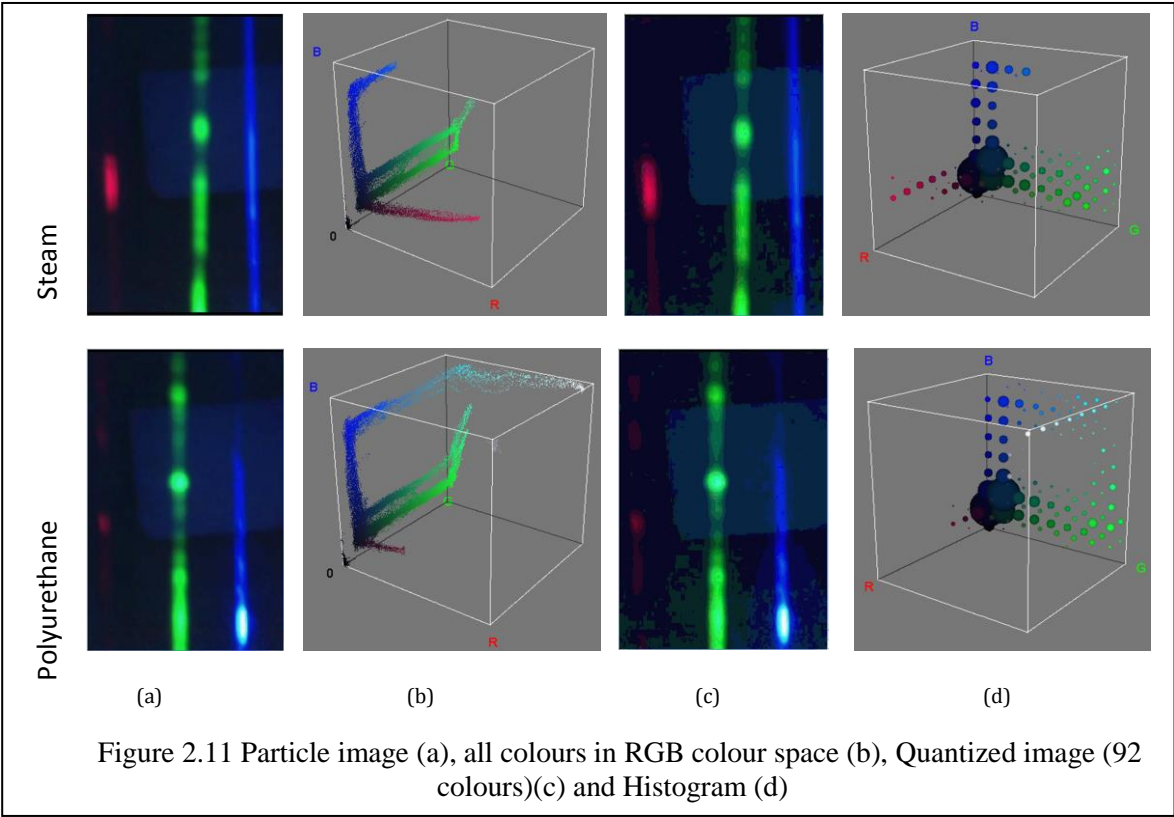 Steam
B
0
R
B
R
G
Polyurethane
B
0
R
B
R
G
(a) (b) (c) (d)
Figure 2.11 Particle image (a), all colours in RGB colour space (b), Quantized image (92
colours)(c) and Histogram (d)